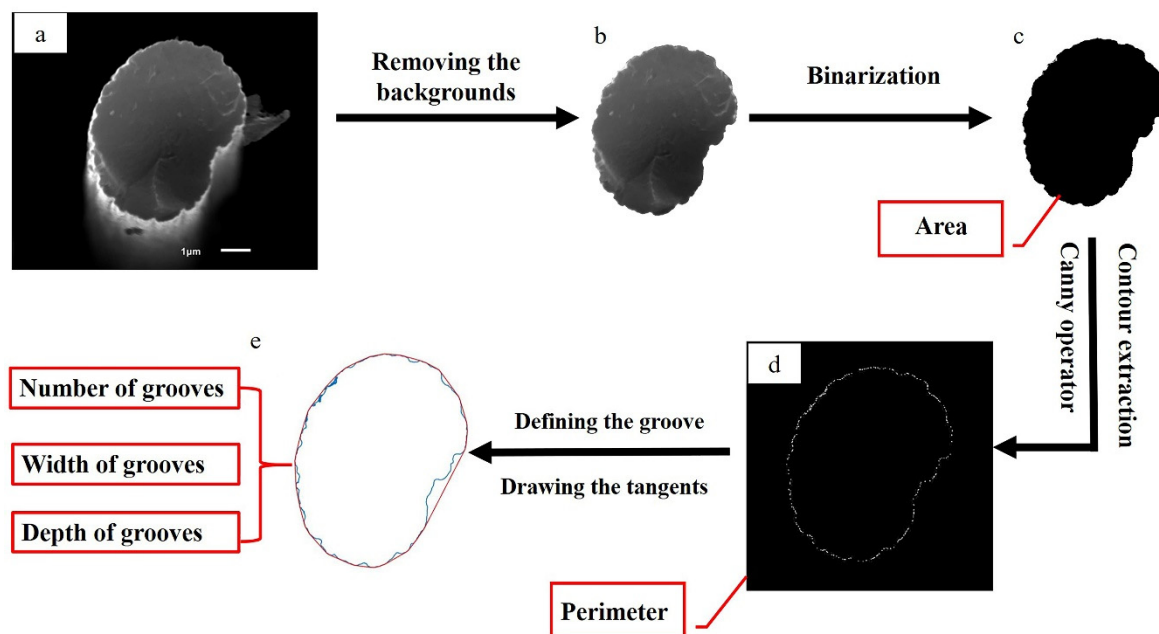 a
1μm
Removing the
backgrounds
b
Binarization
c
Area
Contour extraction
Canny operator
d
Perimeter
Defining the groove
Drawing the tangents
e
Number of grooves
Width of grooves
Depth of grooves